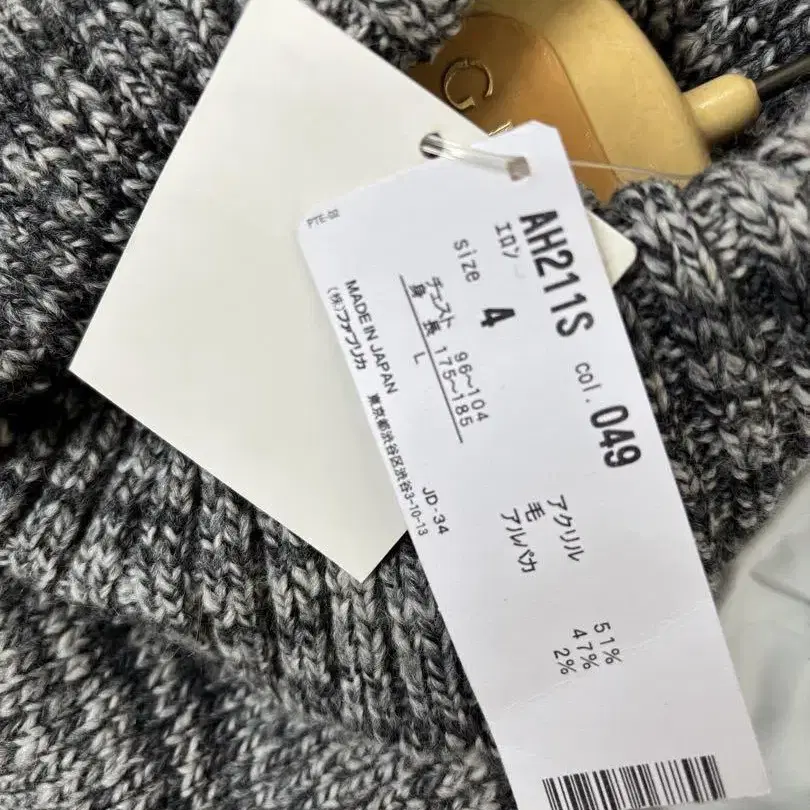 G
PTE-02
AH211S col. 049
エロン
size 4
チェスト 96~104
身長 175~185
L
MADE IN JAPAN
(株)ファブリカ 東京都渋谷区渋谷3-10-13
JD-34
アクリル 51%
毛 47%
アルパカ 2%